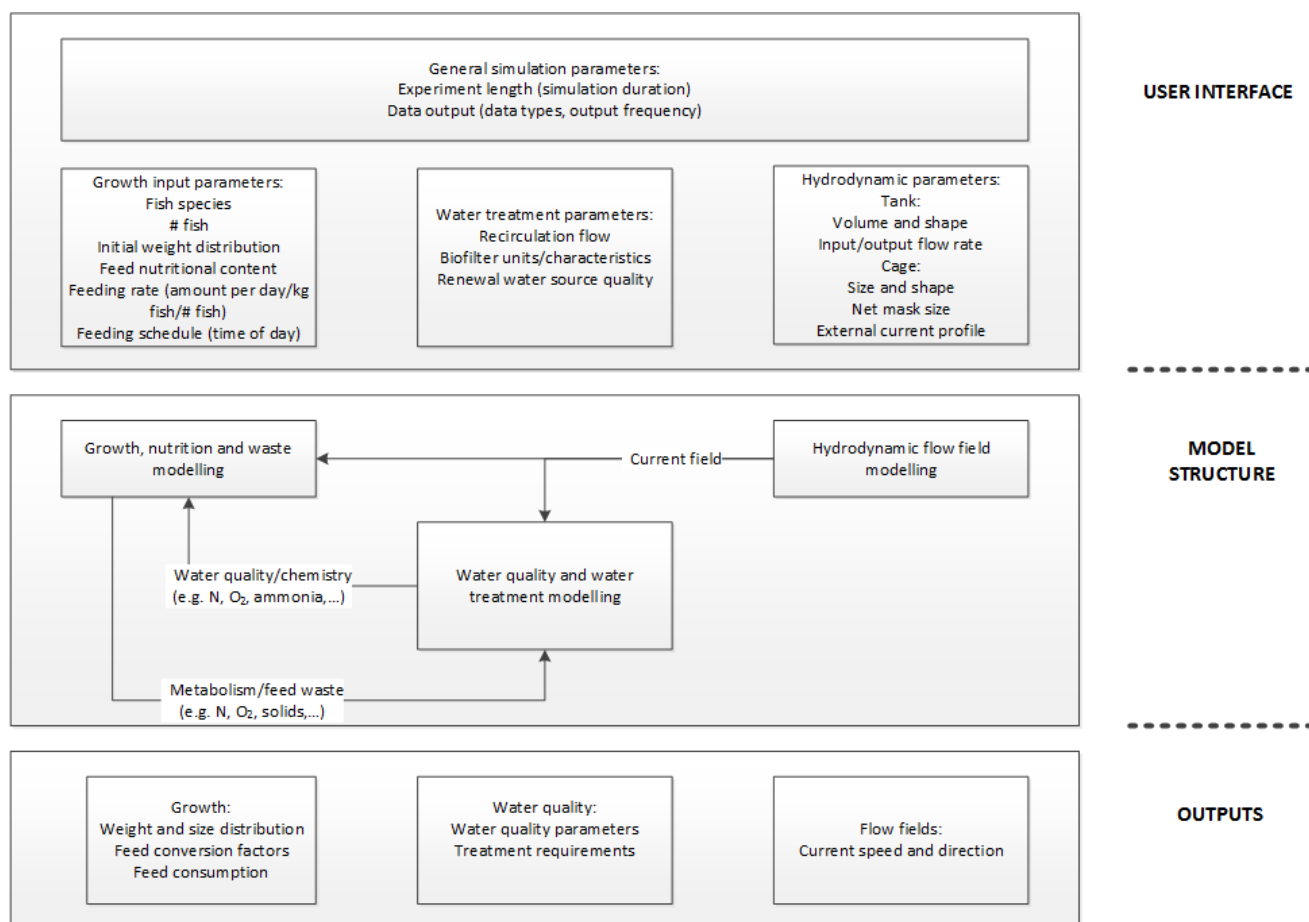 General simulation parameters:
Experiment length (simulation duration)
Data output (data types, output frequency)
USER INTERFACE
Growth input parameters:
Fish species
# fish
Initial weight distribution
Feed nutritional content
Feeding rate (amount per day/kg
fish/# fish)
Feeding schedule (time of day)
Water treatment parameters:
Recirculation flow
Biofilter units/characteristics
Renewal water source quality
Hydrodynamic parameters:
Tank:
Volume and shape
Input/output flow rate
Cage:
Size and shape
Net mask size
External current profile
Growth, nutrition and waste
modelling
Current field
Hydrodynamic flow field
modelling
MODEL
STRUCTURE
Water quality/chemistry
(e.g. N, O₂, ammonia,...)
Water quality and water
treatment modelling
Metabolism/feed waste
(e.g. N, O₂, solids,...)
Growth:
Weight and size distribution
Feed conversion factors
Feed consumption
Water quality:
Water quality parameters
Treatment requirements
Flow fields:
Current speed and direction
OUTPUTS